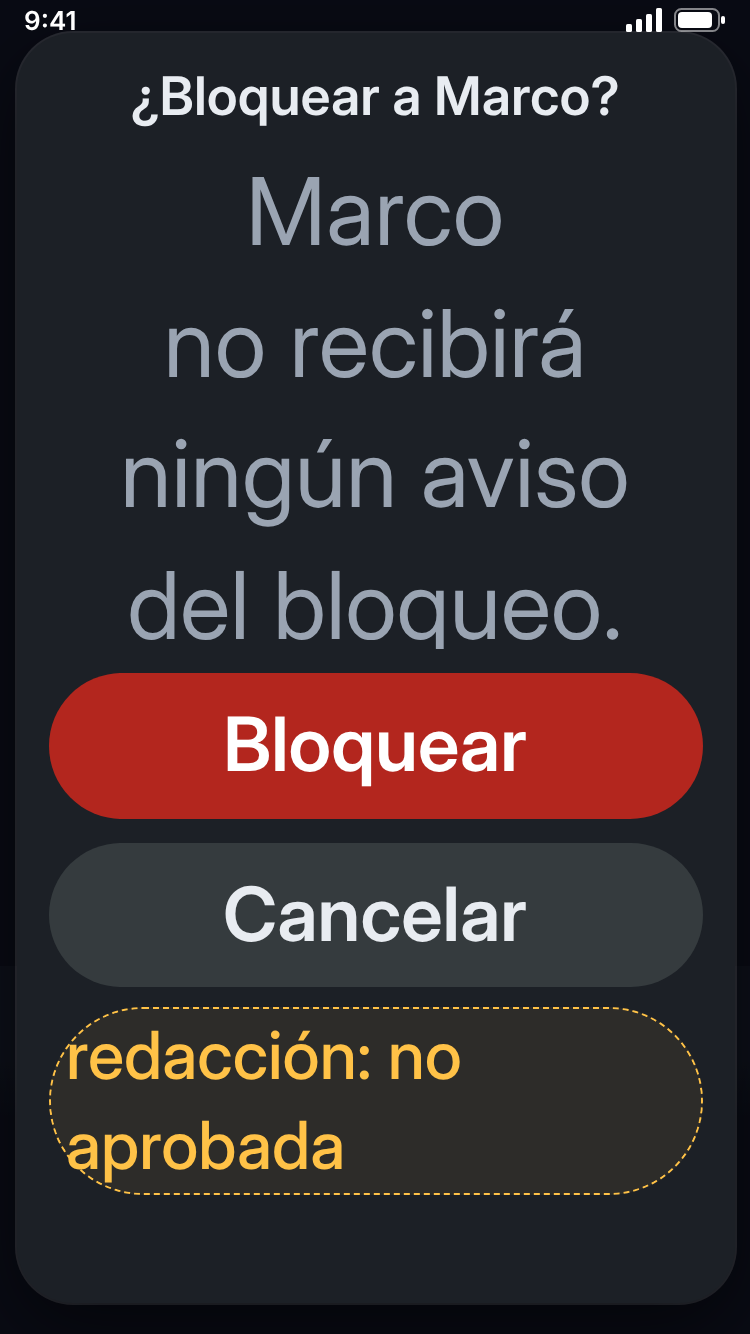 9:41
¿Bloquear a Marco?
Marco
no recibirá
ningún aviso
del bloqueo.
Bloquear
Cancelar
redacción: no
aprobada